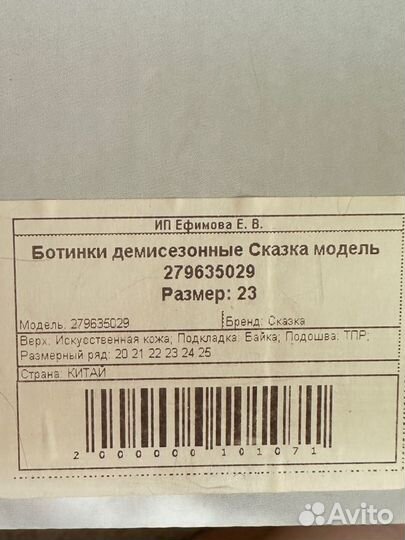 ИП Ефимова Е. В.
Ботинки демисезонные Сказка модель
279635029
Размер: 23
Модель: 279635029
Бренд: Сказка
Верх: Искусственная кожа; Подкладка: Байка; Подошва: ТПР;
Размерный ряд: 20 21 22 23 24 25
Страна: КИТАЙ
2 000000 101071
Avito